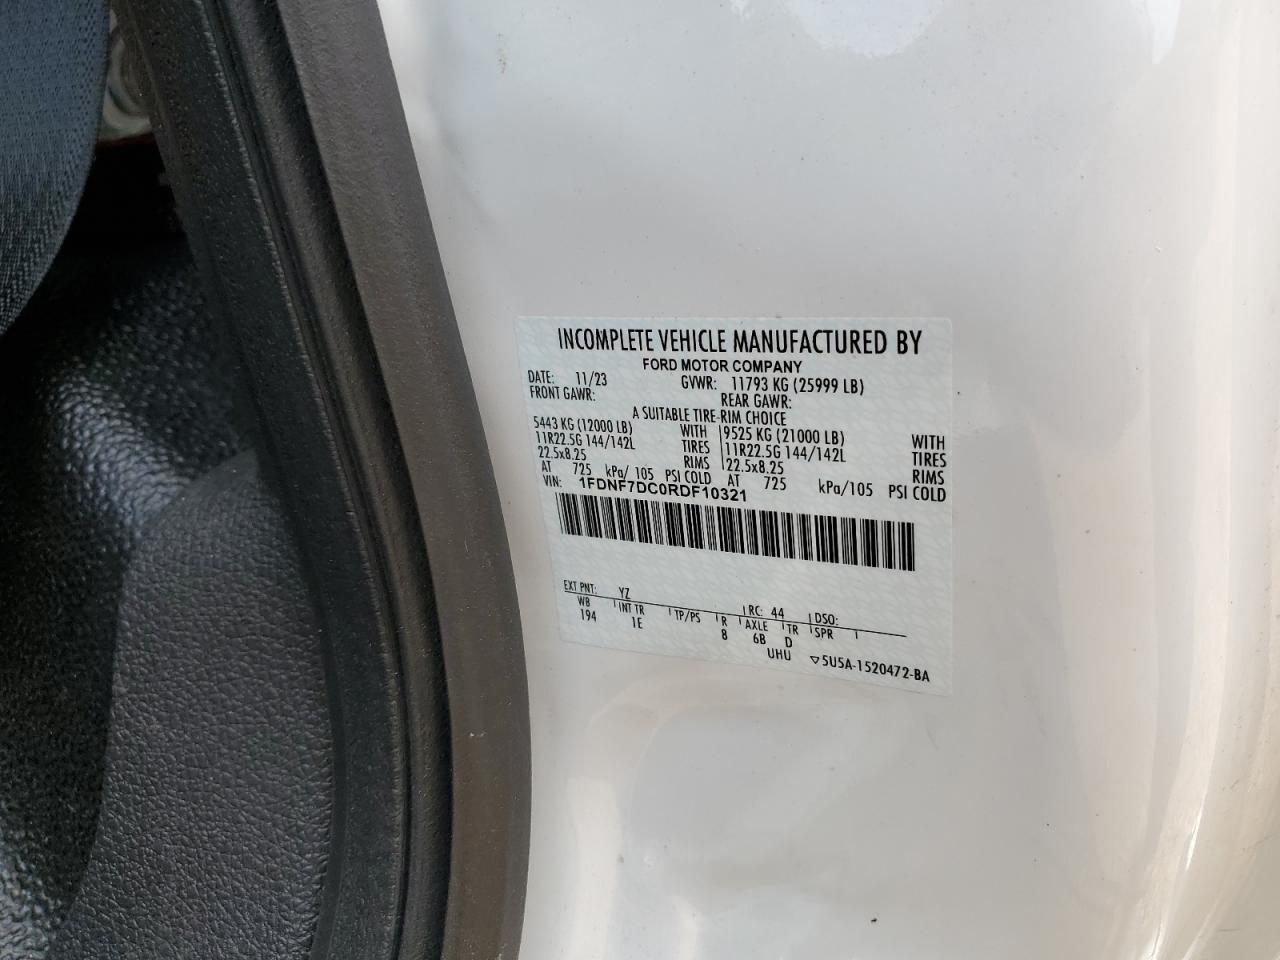 INCOMPLETE VEHICLE MANUFACTURED BY
FORD MOTOR COMPANY
DATE: 11/23 GVWR: 11793 KG (25999 LB)
FRONT GAWR: REAR GAWR:
A SUITABLE TIRE-RIM CHOICE
5443 KG (12000 LB) WITH 9525 KG (21000 LB) WITH
11R22.5G 144/142L TIRES 11R22.5G 144/142L TIRES
22.5x8.25 RIMS 22.5x8.25 RIMS
AT 725 kPa/ 105 PSI COLD AT 725 kPa/105 PSI COLD
VIN: 1FDNF7DC0RDF10321
EXT PNT: YZ RC: 44 DSO:
WB INT TR TP/PS R AXLE TR SPR
194 1E 8 6B D
UHU ▽5U5A-1520472-BA